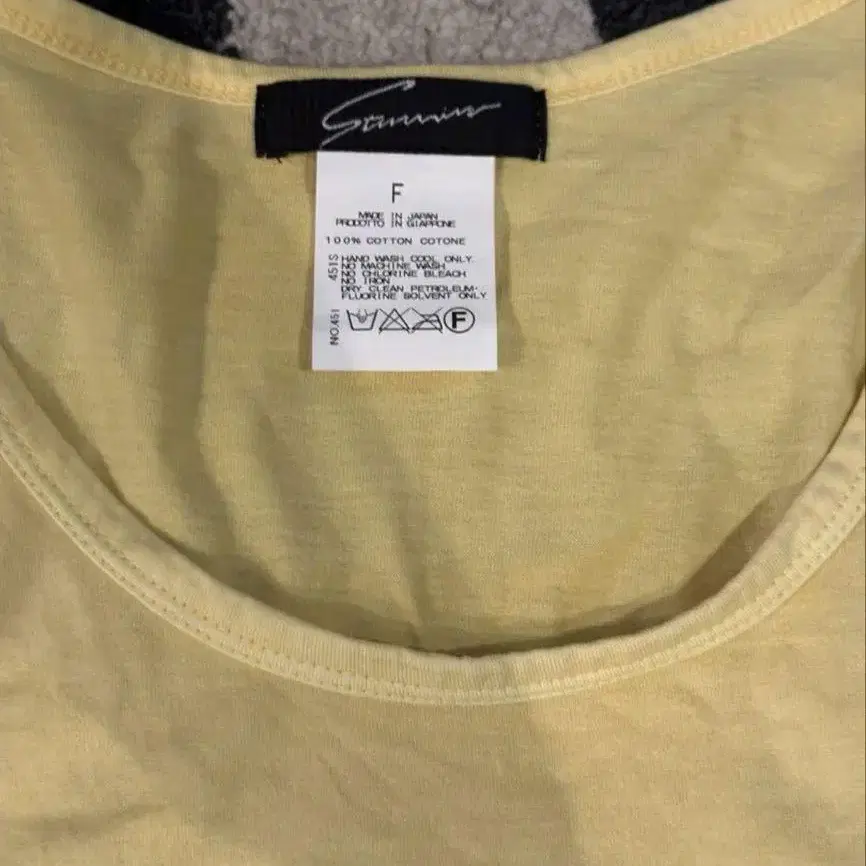 F
MADE IN JAPAN
PRODOTTO IN GIAPPONE
100% COTTON COTONE
HAND WASH COOL ONLY.
NO MACHINE WASH
NO CHLORINE BLEACH
NO IRON
DRY CLEAN PETROLEUM·
FLUORINE SOLVENT ONLY
451S
NO.451
F